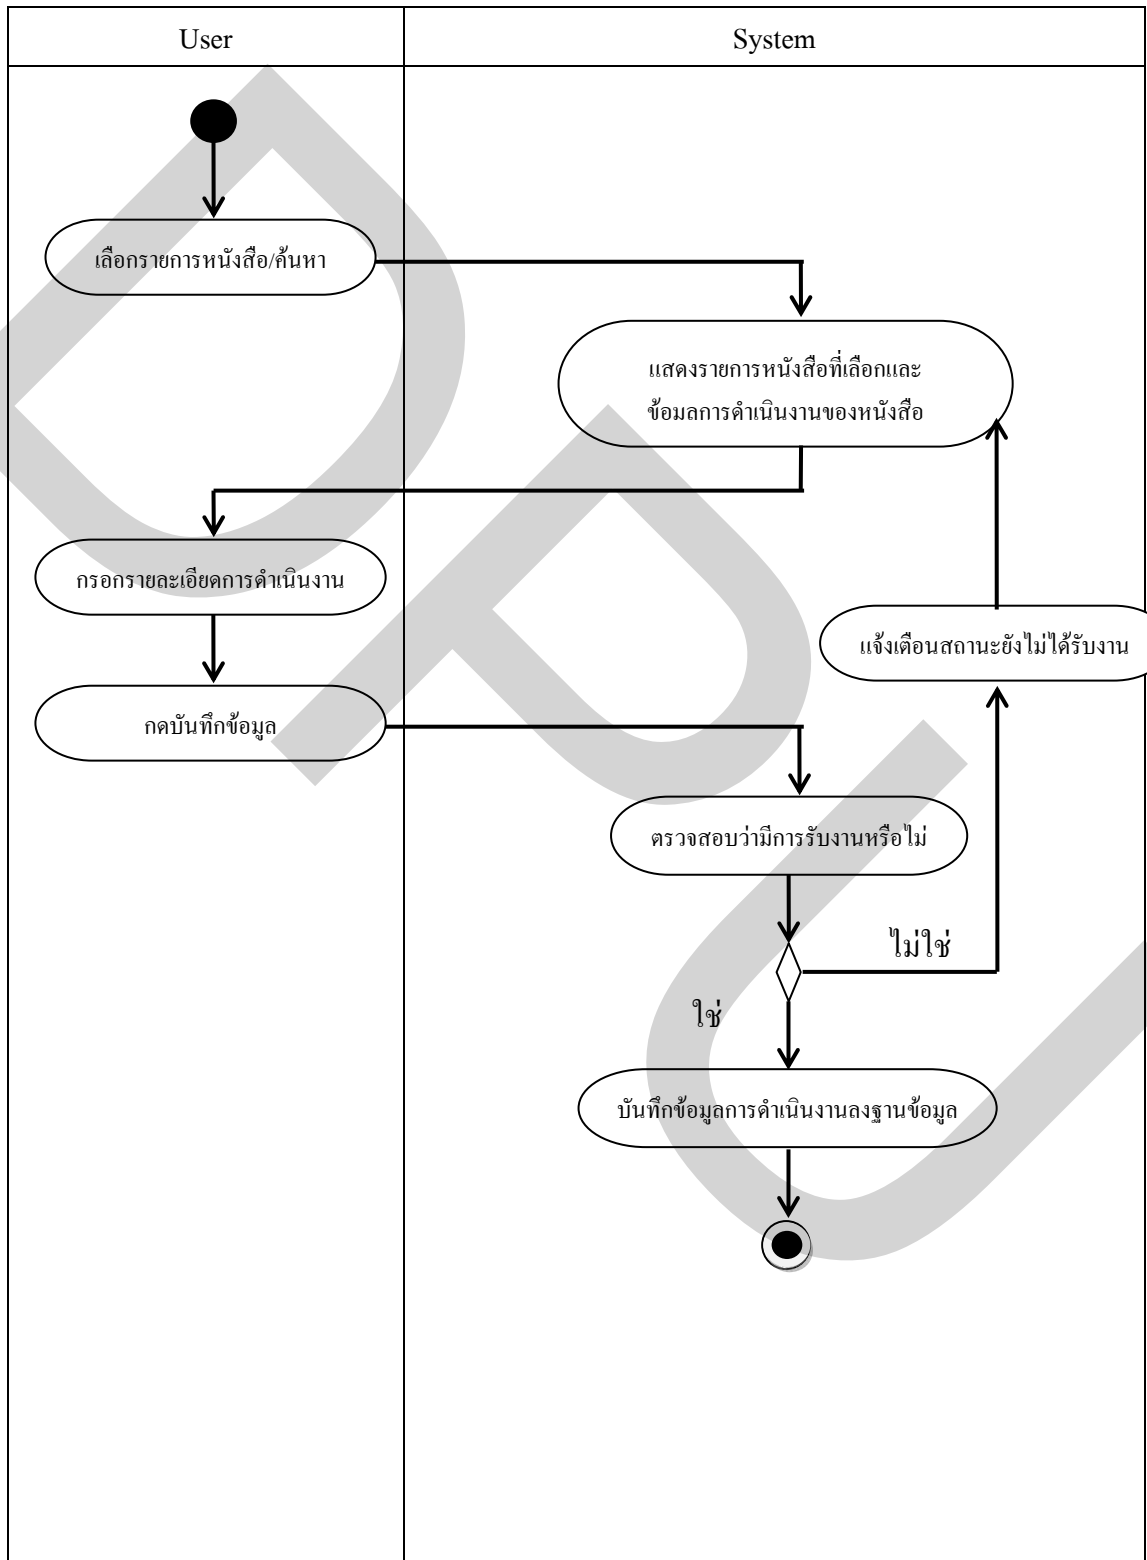 User
System
เลือกรายการหนังสือ/ค้นหา
แสดงรายการหนังสือที่เลือกและ
ข้อมลการดำเนินงานของหนังสือ
กรอกรายละเอียดการดำเนินงาน
แจ้งเตือนสถานะยังไม่ได้รับงาน
กดบันทึกข้อมูล
ตรวจสอบว่ามีการรับงานหรือไม่
ไม่ใช่
ใช่
บันทึกข้อมูลการดำเนินงานลงฐานข้อมูล
DPU